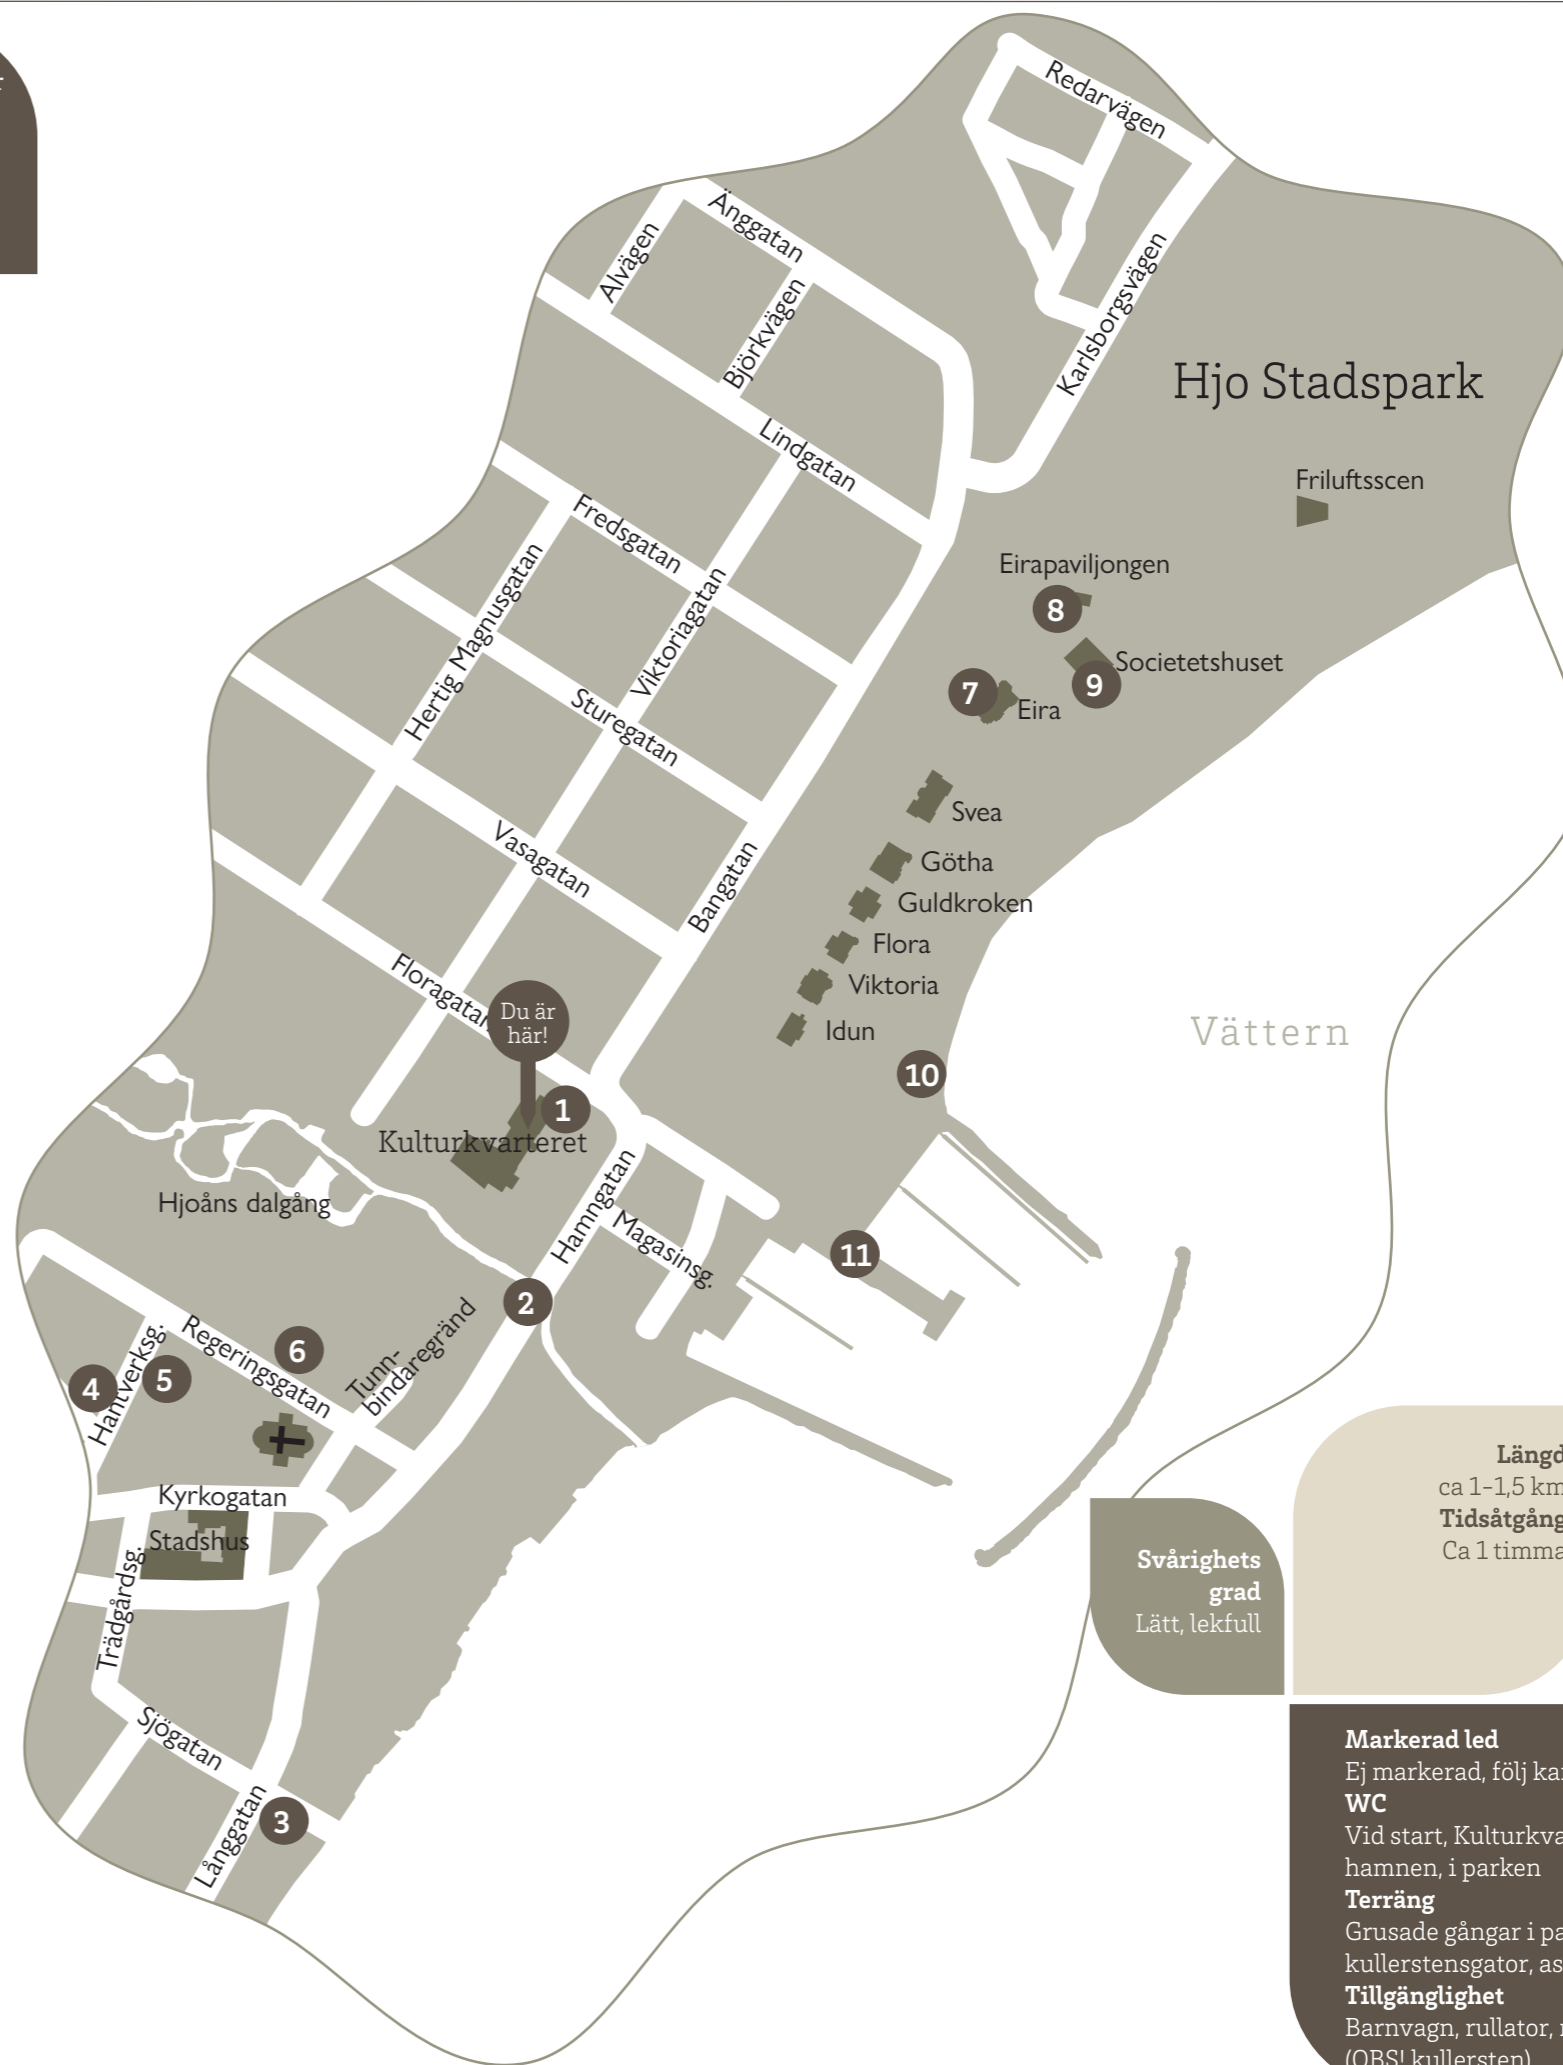 Redarvägen
Änggatan
Alvägen
Björkvägen
Karlsborgsvägen
Hjo Stadspark
Lindgatan
Friluftsscen
Fredsgatan
Hertig Magnusgatan
Viktoriagatan
Eirapaviljongen
8
Societetshuset
9
7
Eira
Sturegatan
Svea
Vasagatan
Bangatan
Götha
Guldkroken
Flora
Viktoria
Idun
Floragatan
Du är
här!
Vättern
10
1
Kulturkvarteret
Hjoåns dalgång
Hamngatan
Magasinsg.
11
2
Regeringsgatan
6
Tunn-
bindaregränd
4
Hantverksg.
5
Kyrkogatan
Stadshus
Trädgårdsg.
Sjögatan
Långgatan
3
Svårighets
grad
Lätt, lekfull
Längd
ca 1-1,5 km
Tidsåtgång
Ca 1 timma
Markerad led
Ej markerad, följ
WC
Vid start,
hamnen, i parken
Terräng
Grusade gångar i
kullerstensgator,
Tillgänglighet
Barnvagn, rullator,
(OBS! kullersten)